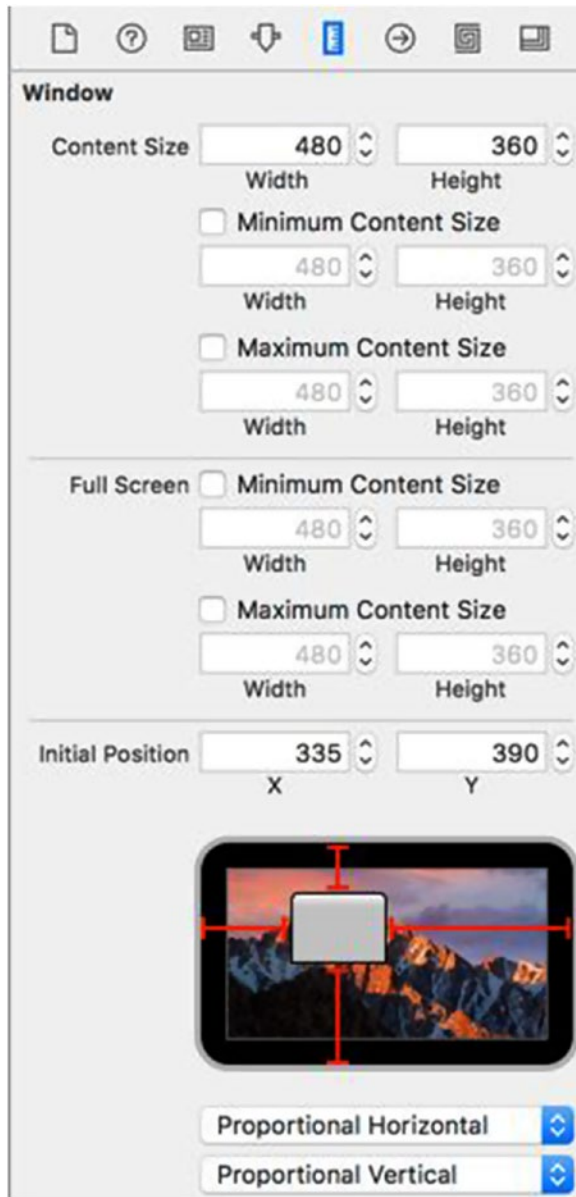 Window
Content Size 480 360
Width Height
Minimum Content Size
480 360
Width Height
Maximum Content Size
480 360
Width Height
Full Screen Minimum Content Size
480 360
Width Height
Maximum Content Size
480 360
Width Height
Initial Position 335 390
X Y
Proportional Horizontal
Proportional Vertical